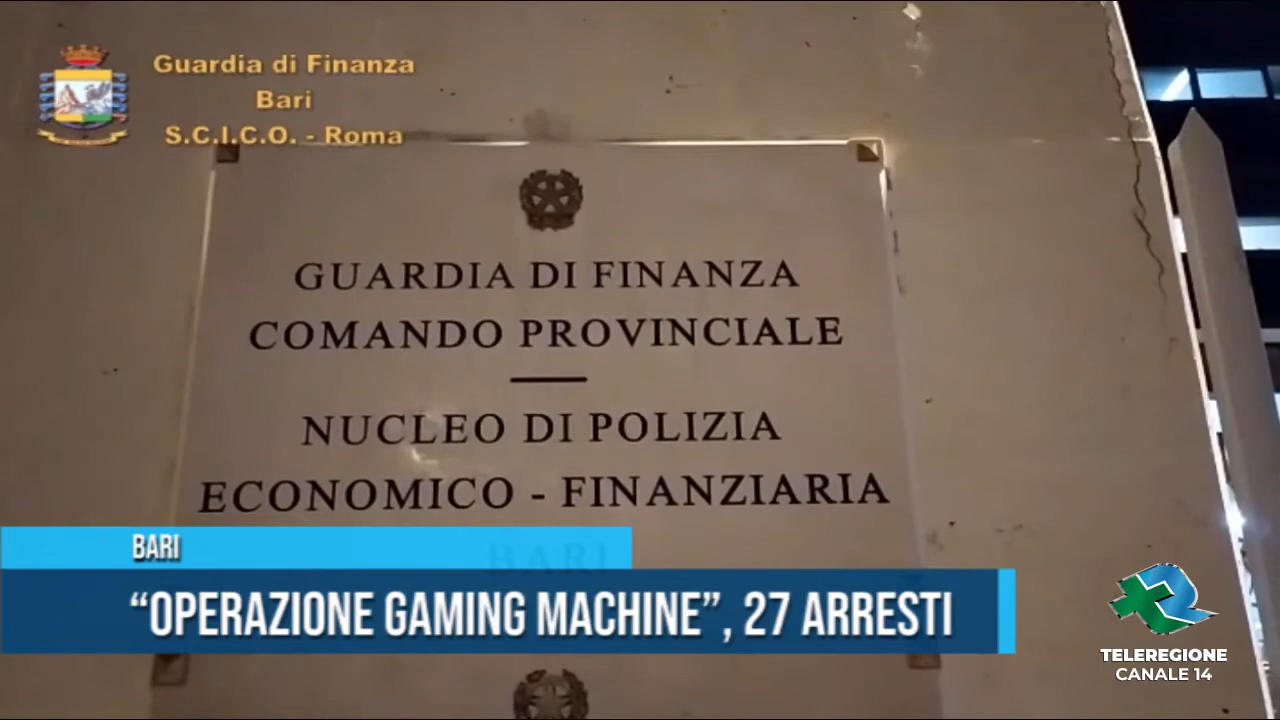 Guardia di Finanza
Bari
S.C.I.C.O. - Roma
GUARDIA DI FINANZA
COMANDO PROVINCIALE
NUCLEO DI POLIZIA
ECONOMICO - FINANZIARIA
BARI
BARI
“OPERAZIONE GAMING MACHINE”, 27 ARRESTI
TELEREGIONE
CANALE 14